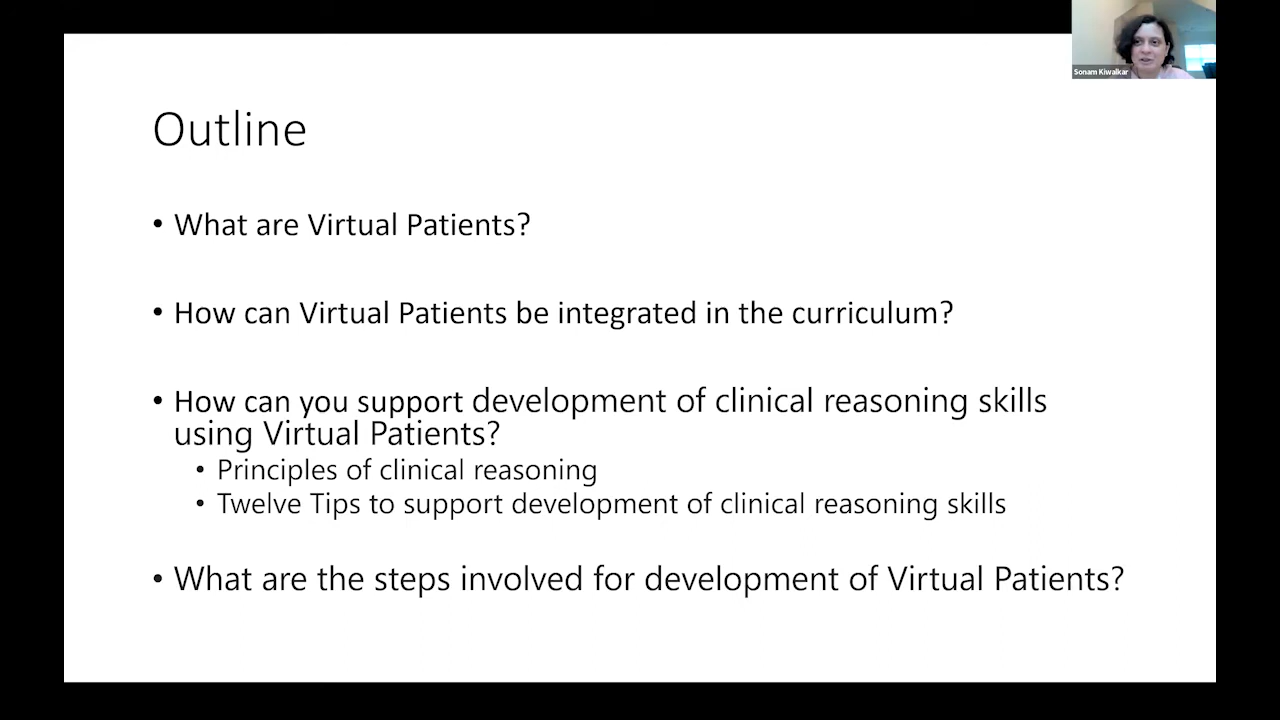 Sonam Kiwalkar
Outline
• What are Virtual Patients?
• How can Virtual Patients be integrated in the curriculum?
• How can you support development of clinical reasoning skills
using Virtual Patients?
• Principles of clinical reasoning
• Twelve Tips to support development of clinical reasoning skills
• What are the steps involved for development of Virtual Patients?